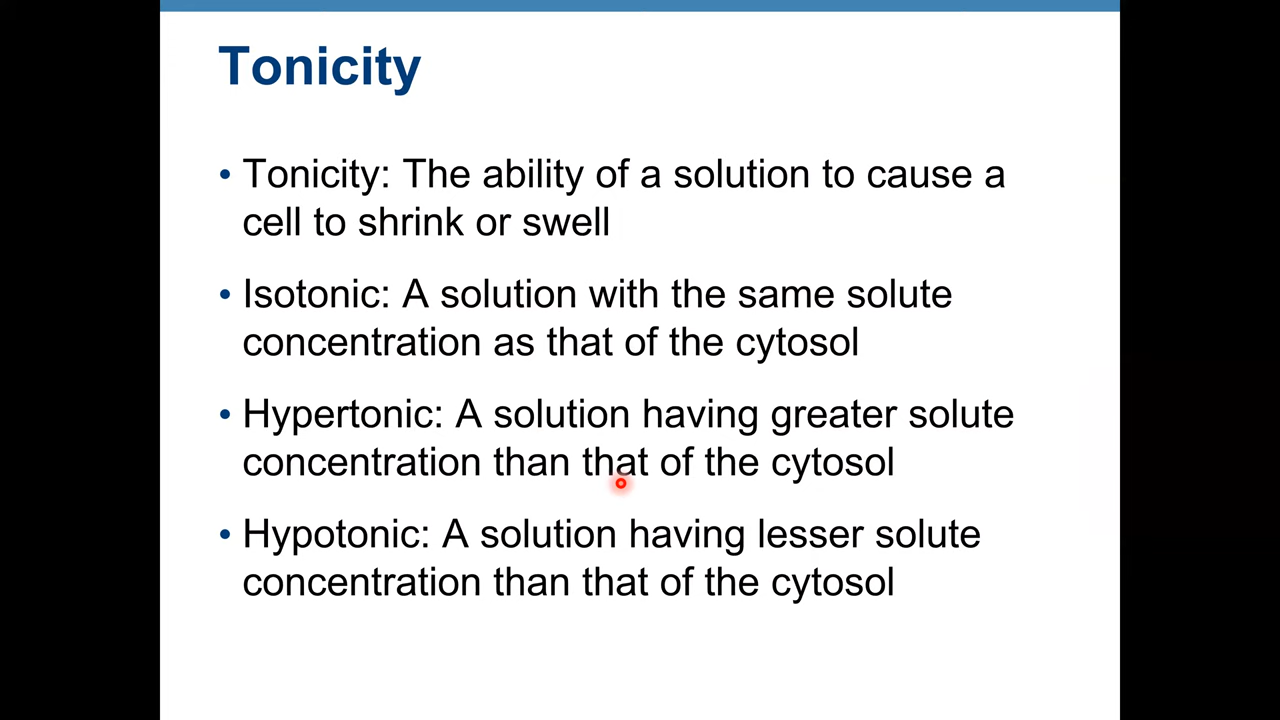 Tonicity
• Tonicity: The ability of a solution to cause a
cell to shrink or swell
• Isotonic: A solution with the same solute
concentration as that of the cytosol
• Hypertonic: A solution having greater solute
concentration than that of the cytosol
• Hypotonic: A solution having lesser solute
concentration than that of the cytosol